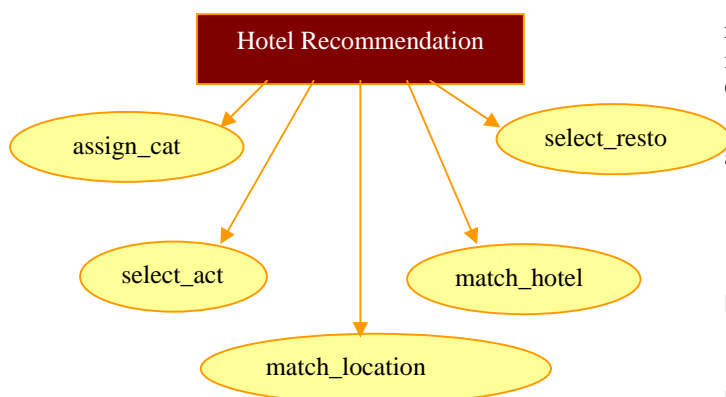 Hotel Recommendation
assign_cat
select_resto
select_act
match_hotel
match_location